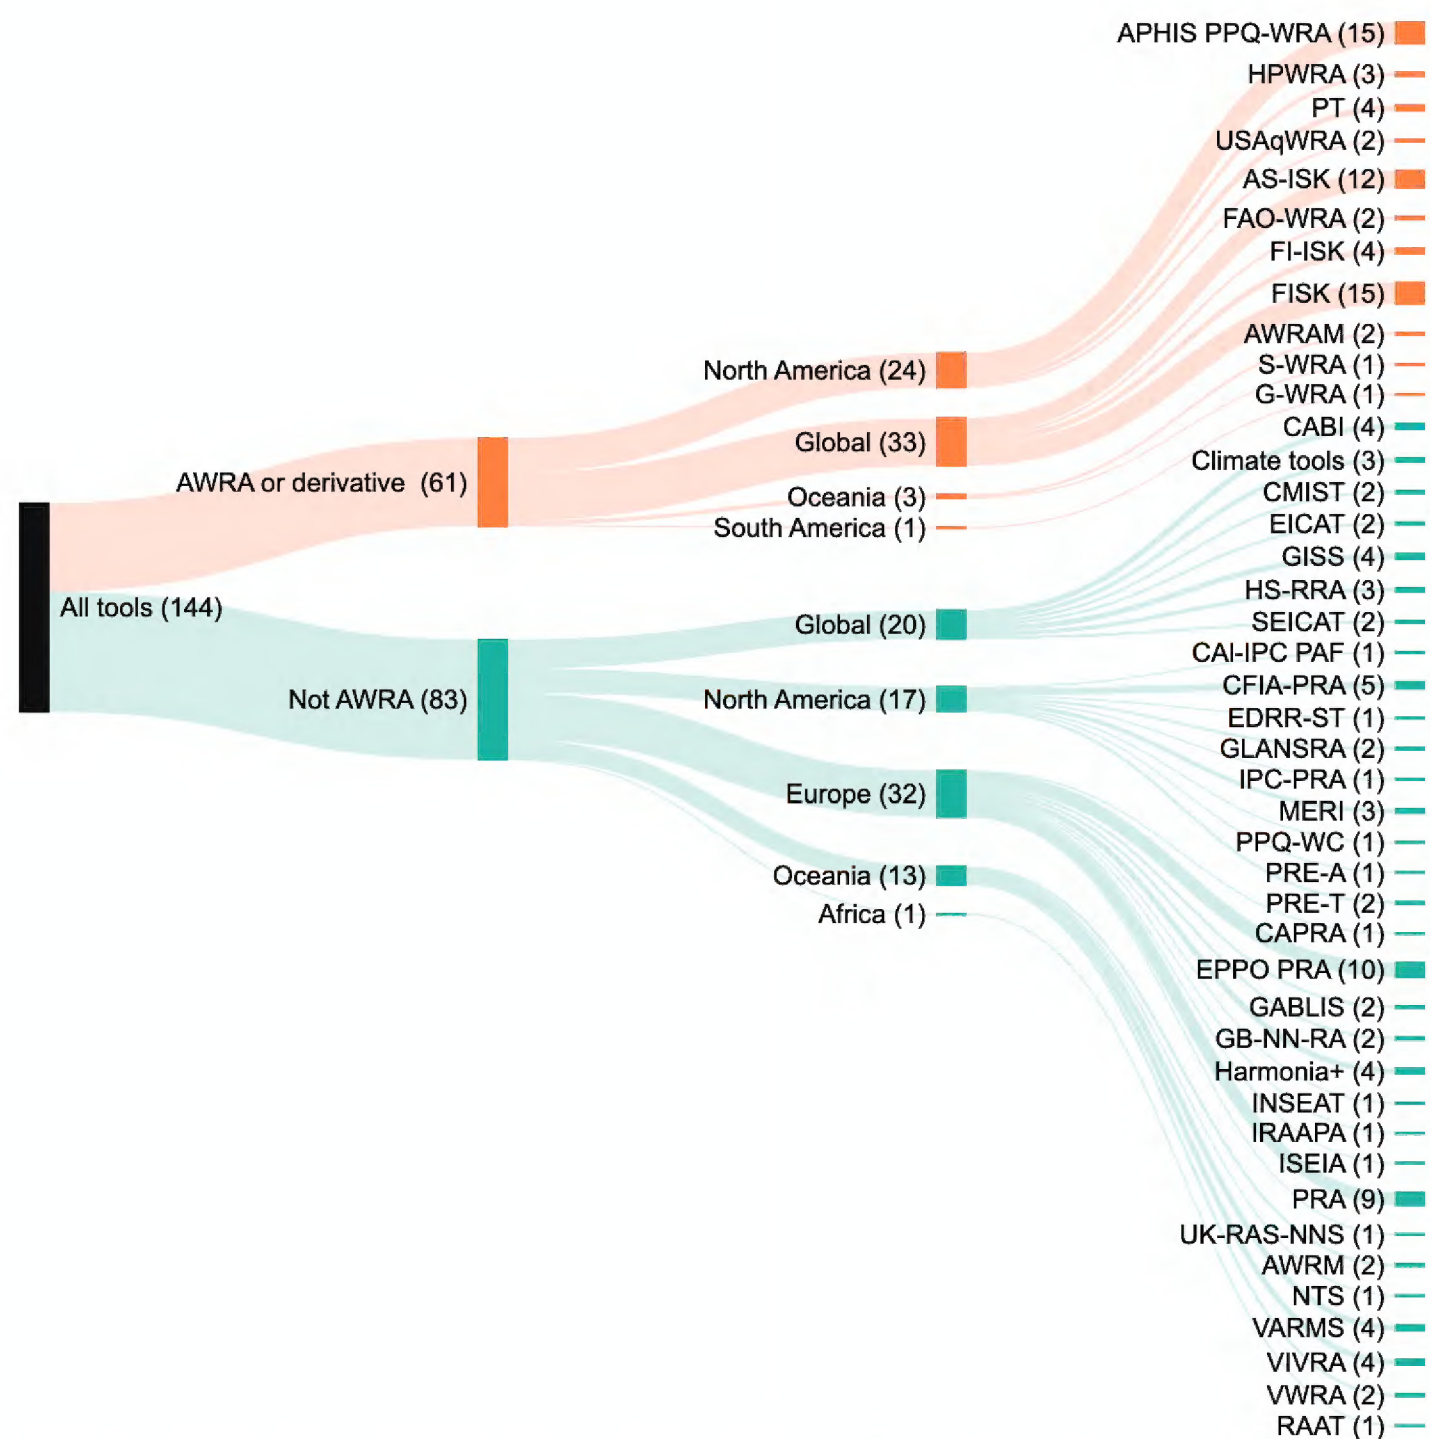 All tools (144)
AWRA or derivative (61)
Not AWRA (83)
North America (24)
Global (33)
Oceania (3)
South America (1)
Global (20)
North America (17)
Europe (32)
Oceania (13)
Africa (1)
APHIS PPQ-WRA (15)
HPWRA (3)
PT (4)
USAqWRA (2)
AS-ISK (12)
FAO-WRA (2)
FI-ISK (4)
FISK (15)
AWRAM (2)
S-WRA (1)
G-WRA (1)
CABI (4)
Climate tools (3)
CMIST (2)
EICAT (2)
GISS (4)
HS-RRA (3)
SEICAT (2)
CAI-IPC PAF (1)
CFIA-PRA (5)
EDRR-ST (1)
GLANSRA (2)
IPC-PRA (1)
MERI (3)
PPQ-WC (1)
PRE-A (1)
PRE-T (2)
CAPRA (1)
EPPO PRA (10)
GABLIS (2)
GB-NN-RA (2)
Harmonia+ (4)
INSEAT (1)
IRAAPA (1)
ISEIA (1)
PRA (9)
UK-RAS-NNS (1)
AWRM (2)
NTS (1)
VARMS (4)
VIVRA (4)
VWRA (2)
RAAT (1)